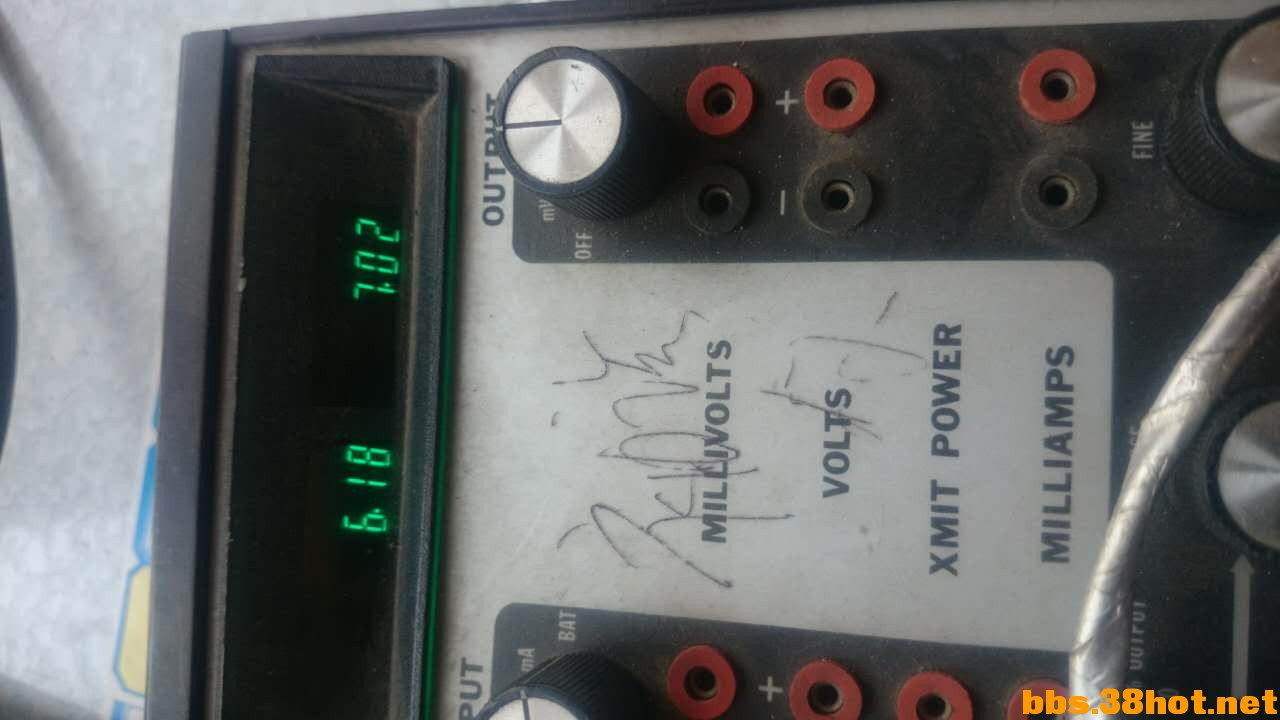 6.18 7.02
PUT OUTPUT
mA mV
BAT OFF
MILLIVOLTS
+ - +
VOLTS
XMIT POWER
MILLIAMPS
OUTPUT FINE
bbs.38hot.net